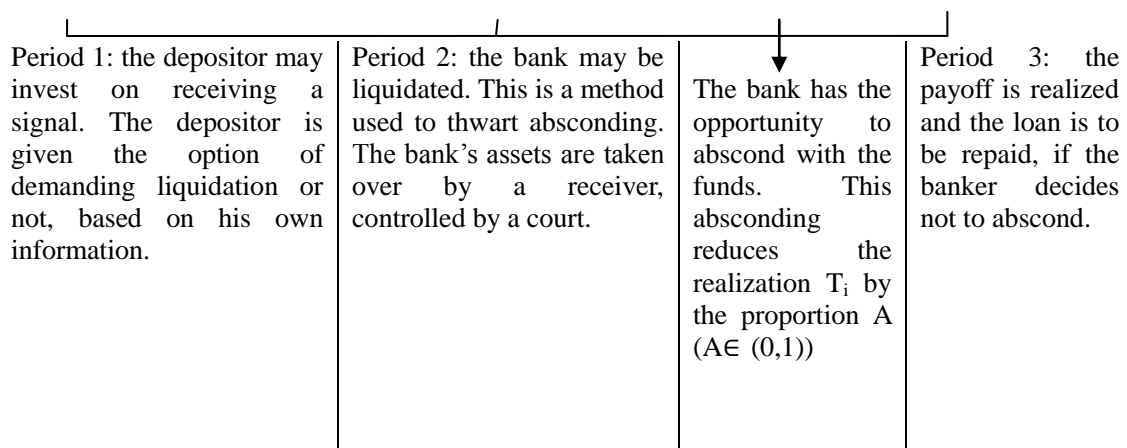 Period 1: the depositor may
invest on receiving a
signal. The depositor is
given the option of
demanding liquidation or
not, based on his own
information.
Period 2: the bank may be
liquidated. This is a method
used to thwart absconding.
The bank's assets are taken
over by a receiver,
controlled by a court.
The bank has the
opportunity to
abscond with the
funds. This
absconding
reduces the
realization Tᵢ by
the proportion A
(A∈ (0,1))
Period 3: the
payoff is realized
and the loan is to
be repaid, if the
banker decides
not to abscond.